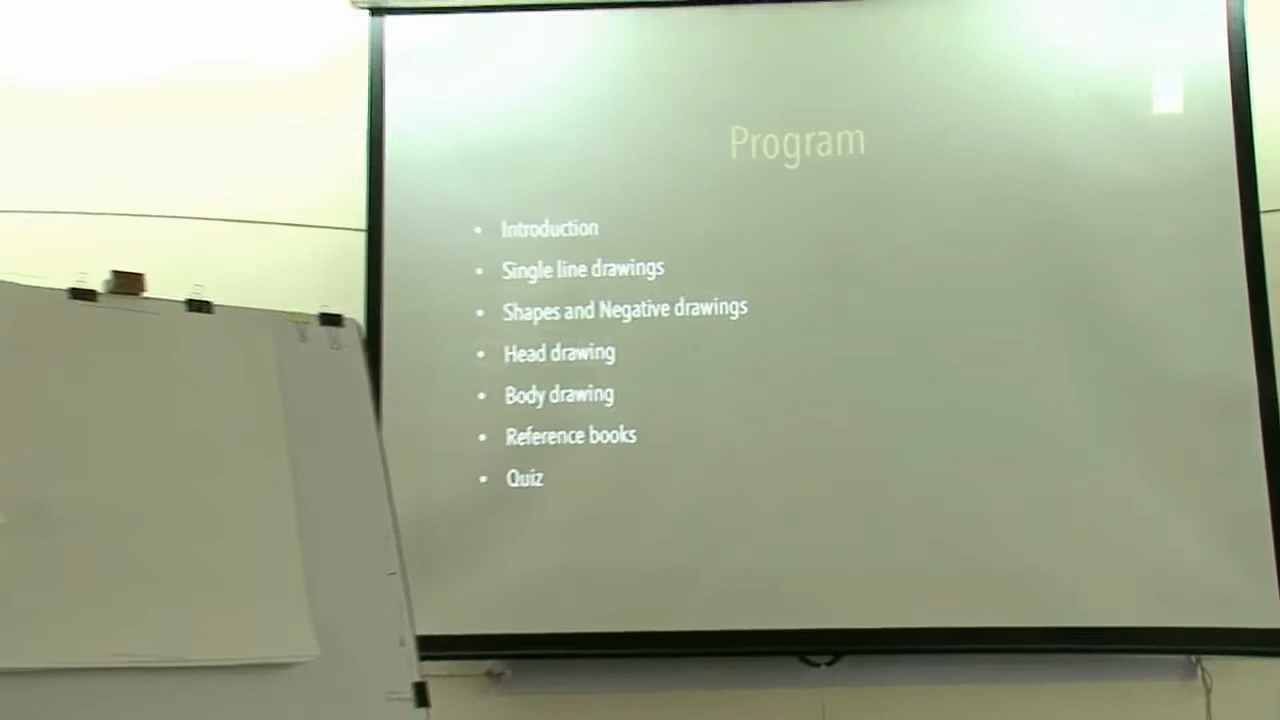 Program
• Introduction
• Single line drawings
• Shapes and Negative drawings
• Head drawing
• Body drawing
• Reference books
• Quiz